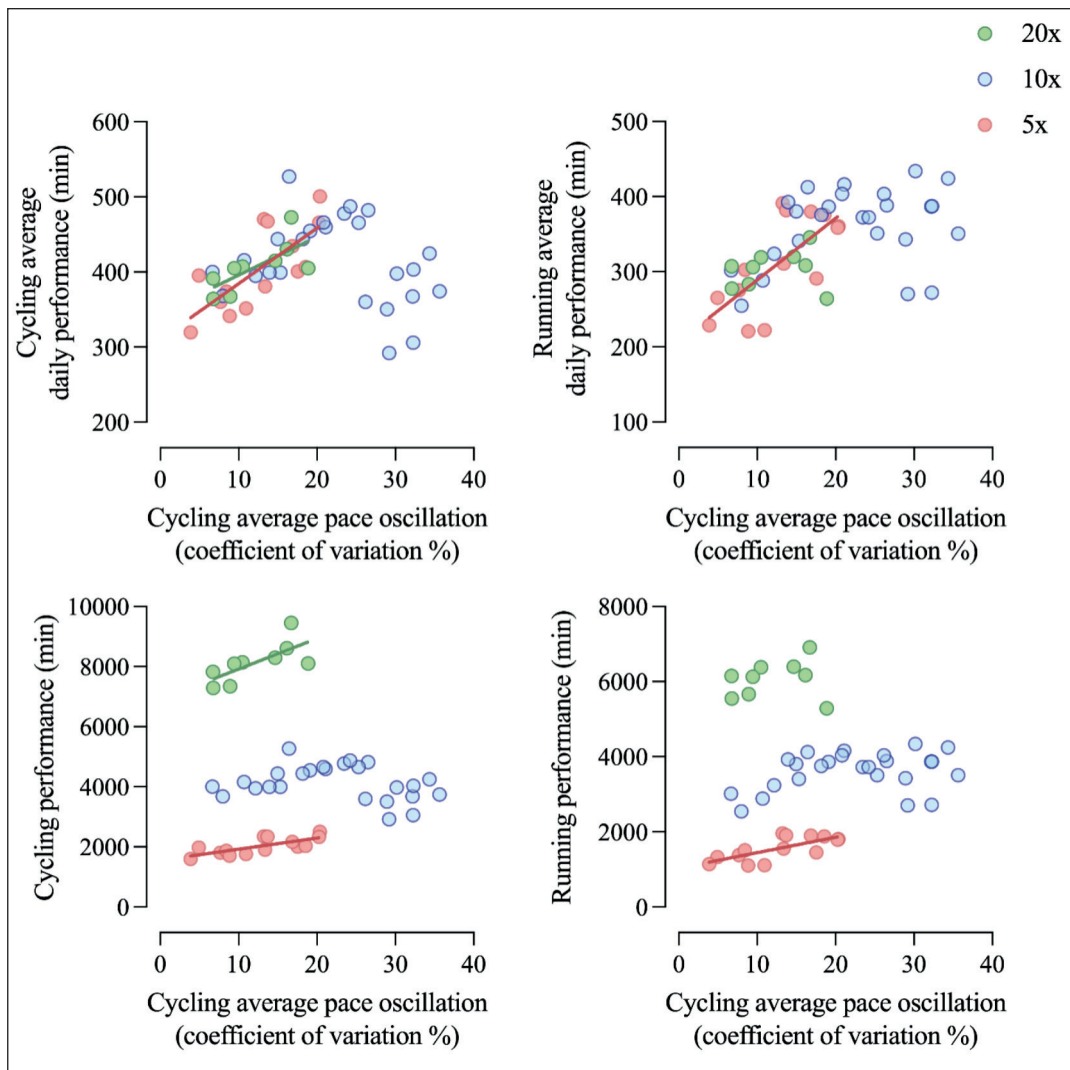 20x
10x
5x
Cycling average
daily performance (min)
600
500
400
300
200
0 10 20 30 40
Cycling average pace oscillation
(coefficient of variation %)
Running average
daily performance (min)
500
400
300
200
100
0 10 20 30 40
Cycling average pace oscillation
(coefficient of variation %)
Cycling performance (min)
10000
8000
6000
4000
2000
0
0 10 20 30 40
Cycling average pace oscillation
(coefficient of variation %)
Running performance (min)
8000
6000
4000
2000
0
0 10 20 30 40
Cycling average pace oscillation
(coefficient of variation %)